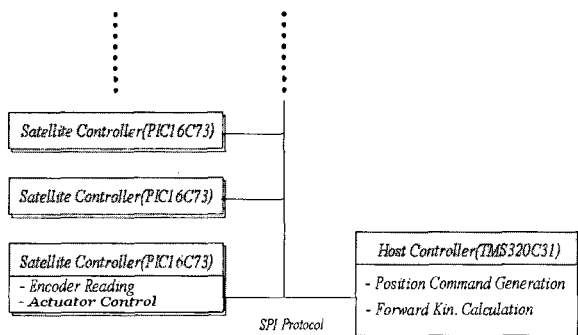 Satellite Controller(PIC16C73)
Satellite Controller(PIC16C73)
Satellite Controller(PIC16C73)
- Encoder Reading
- Actuator Control
Host Controller(TMS320C31)
- Position Command Generation
- Forward Kin. Calculation
SPI Protocol